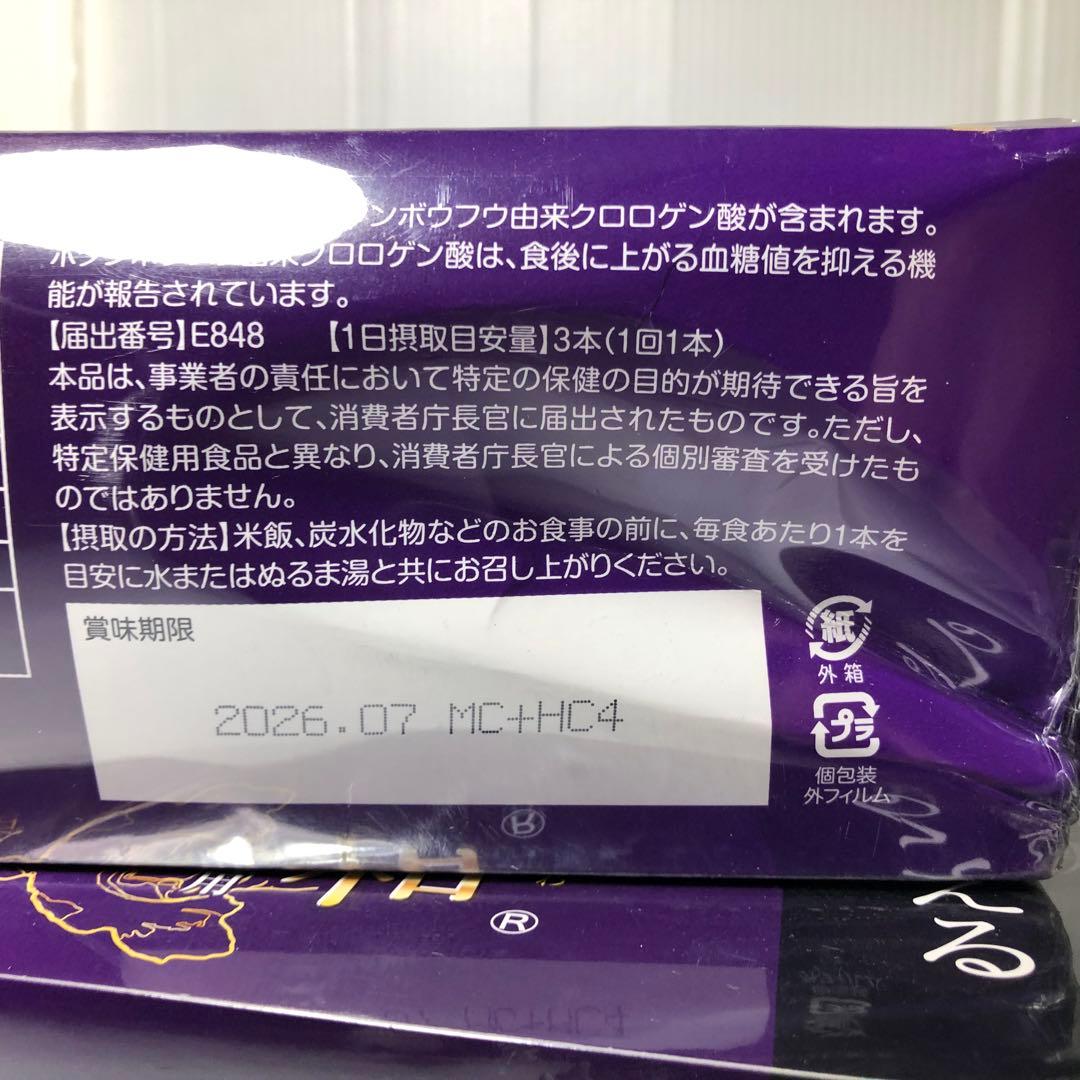 ンボウフウ由来クロロゲン酸が含まれます。
クロロゲン酸は、食後に上がる血糖値を抑える機
能が報告されています。
【届出番号】E848 【1日摂取目安量】3本(1回1本)
本品は、事業者の責任において特定の保健の目的が期待できる旨を
表示するものとして、消費者庁長官に届出されたものです。ただし、
特定保健用食品と異なり、消費者庁長官による個別審査を受けたも
のではありません。
【摂取の方法】米飯、炭水化物などのお食事の前に、毎食あたり1本を
目安に水またはぬるま湯と共にお召し上がりください。
賞味期限
2026.07 MC+HC4
紙
外箱
プラ
個包装
外フィルム
®
®